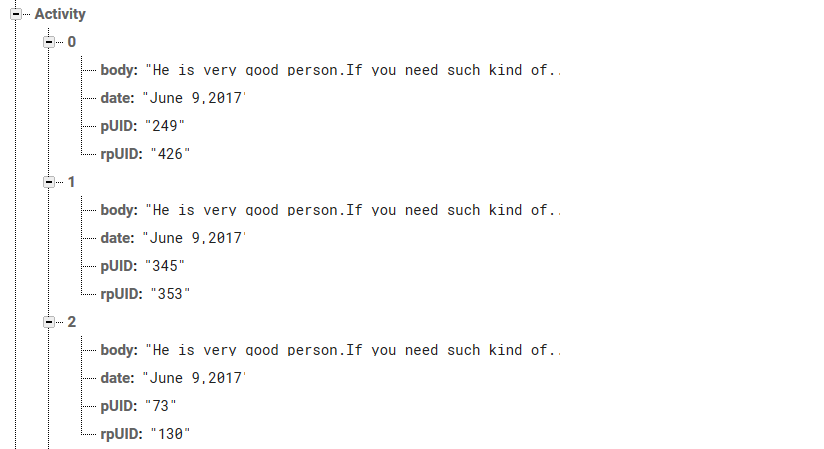 Activity
0
body: "He is very good person.If you need such kind of..
date: "June 9,2017'
pUID: "249"
rpUID: "426"
1
body: "He is very good person.If you need such kind of..
date: "June 9,2017'
pUID: "345"
rpUID: "353"
2
body: "He is very good person.If you need such kind of..
date: "June 9,2017'
pUID: "73"
rpUID: "130"